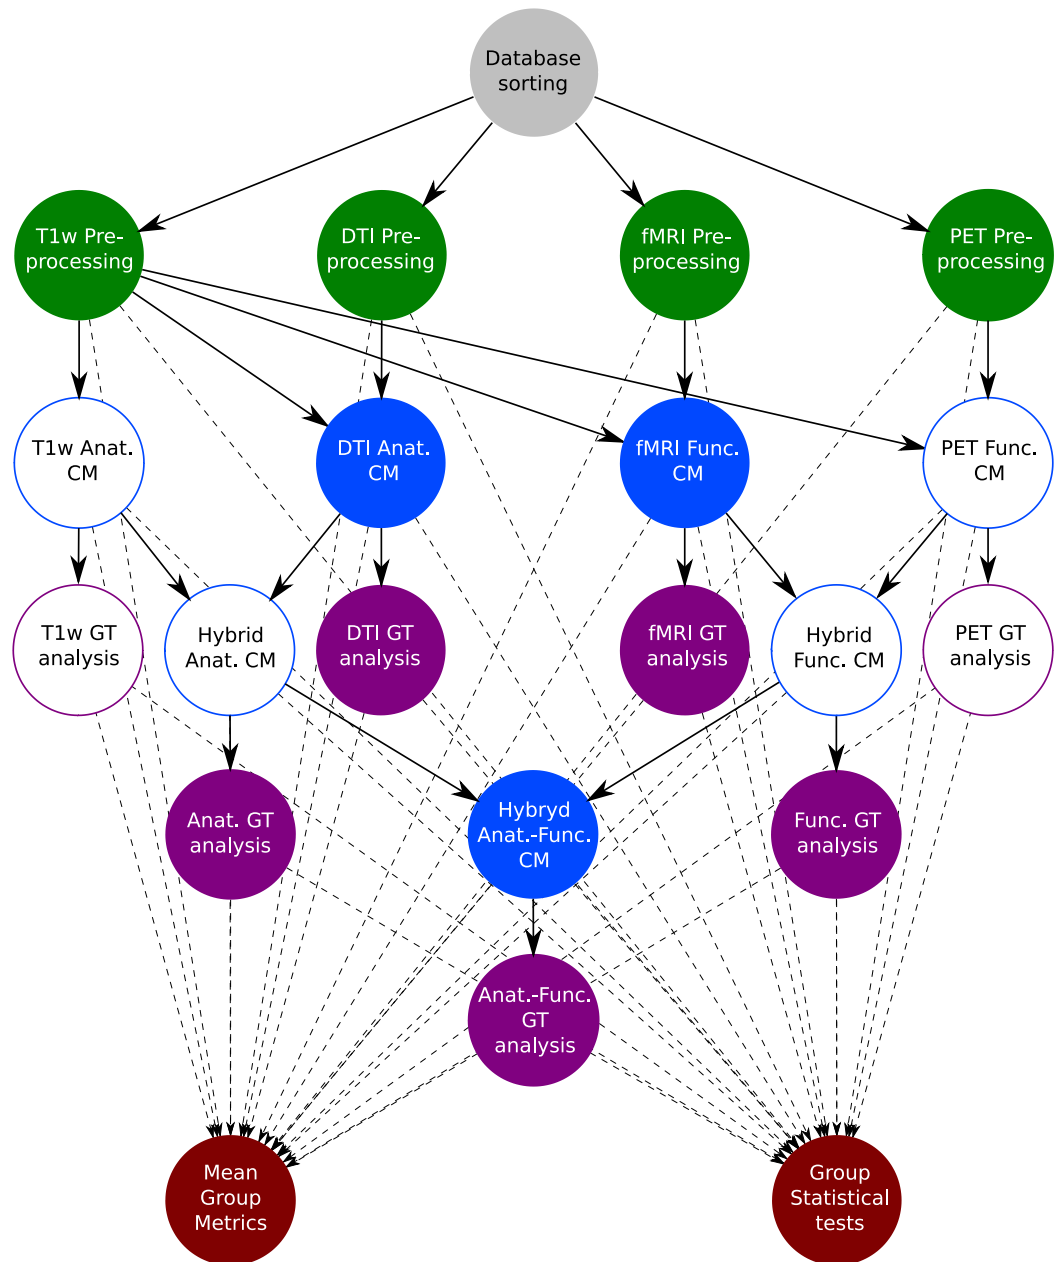 Database
sorting
T1w Pre-
processing
DTI Pre-
processing
fMRI Pre-
processing
PET Pre-
processing
T1w Anat.
CM
DTI Anat.
CM
fMRI Func.
CM
PET Func.
CM
T1w GT
analysis
Hybrid
Anat. CM
DTI GT
analysis
fMRI GT
analysis
Hybrid
Func. CM
PET GT
analysis
Anat. GT
analysis
Hybryd
Anat.-Func.
CM
Func. GT
analysis
Anat.-Func.
GT
analysis
Mean
Group
Metrics
Group
Statistical
tests